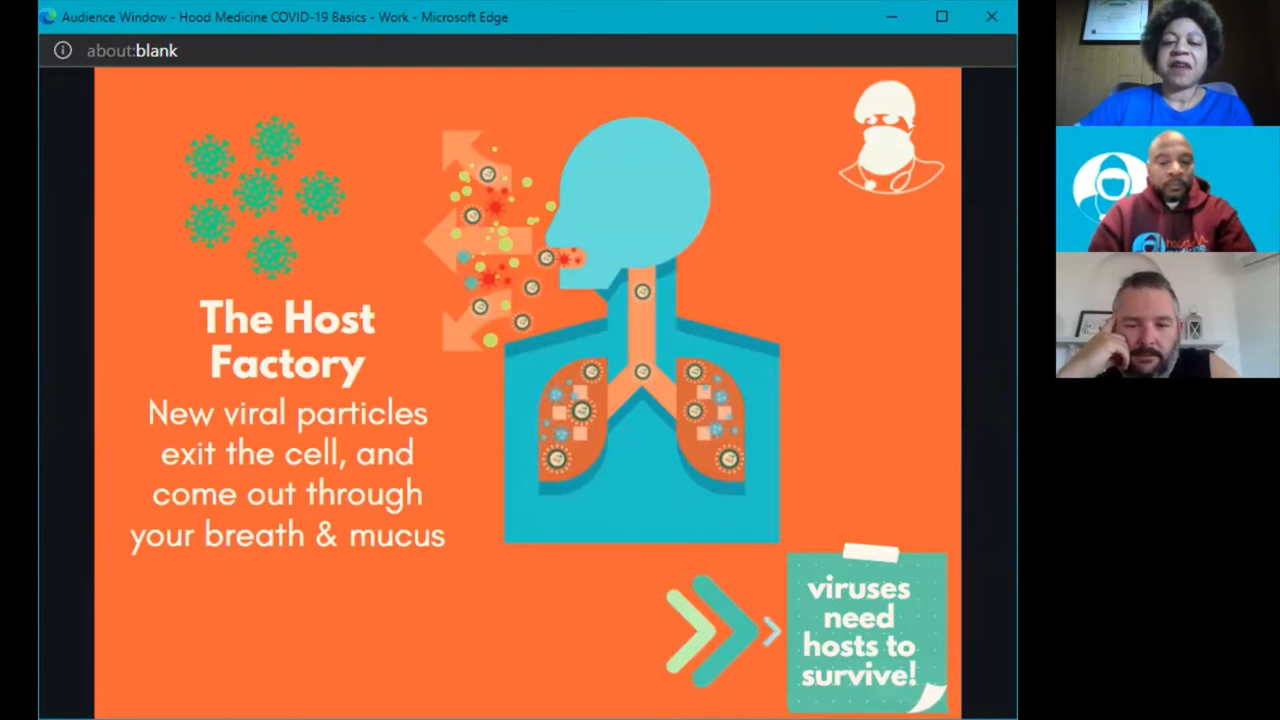 Audience Window - Hood Medicine COVID-19 Basics - Work - Microsoft Edge
about:blank
The Host
Factory
New viral particles
exit the cell, and
come out through
your breath & mucus
viruses
need
hosts to
survive!